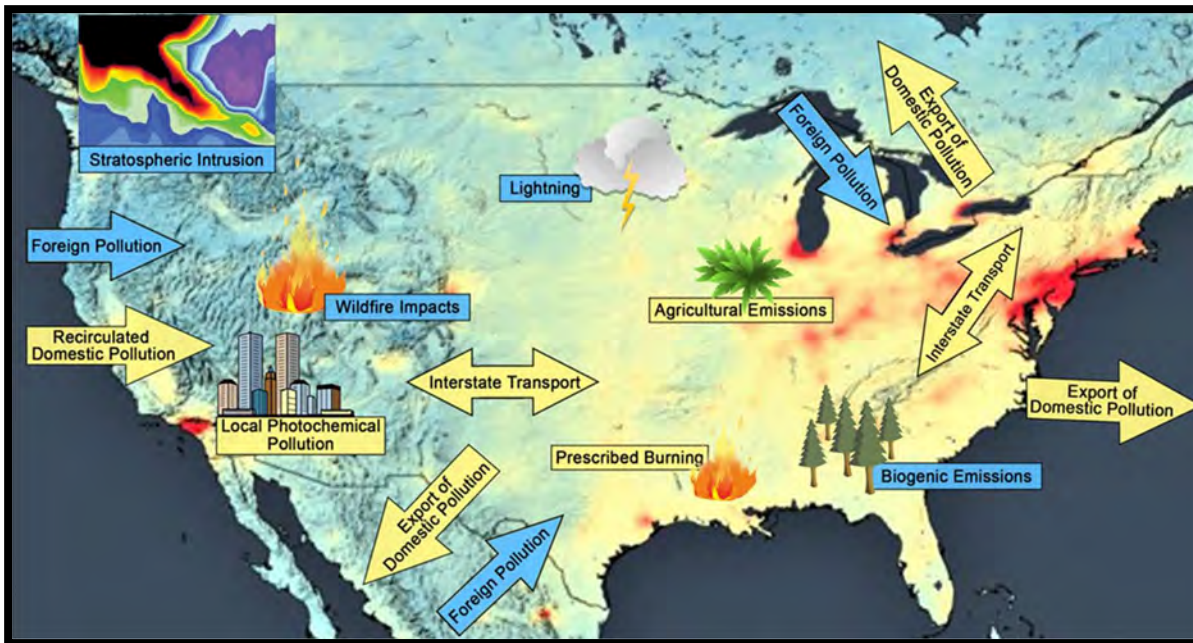 Stratospheric Intrusion
Export of
Domestic Pollution
Foreign Pollution
Lightning
Foreign Pollution
Wildfire Impacts
Agricultural Emissions
Interstate Transport
Recirculated
Domestic Pollution
Interstate Transport
Export of
Domestic Pollution
Local Photochemical
Pollution
Prescribed Burning
Biogenic Emissions
Export of
Domestic Pollution
Foreign Pollution